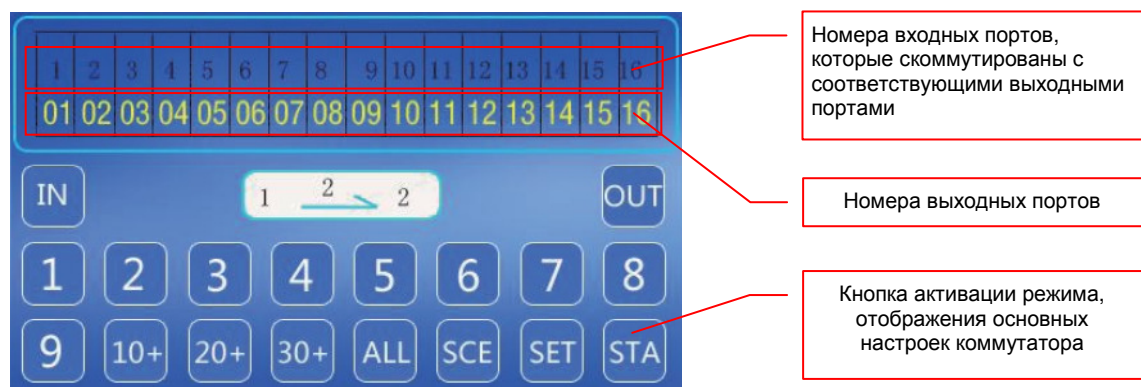 1 2 3 4 5 6 7 8 9 10 11 12 13 14 15 16
01 02 03 04 05 06 07 08 09 10 11 12 13 14 15 16
IN 1 2 2 OUT
1 2 3 4 5 6 7 8
9 10+ 20+ 30+ ALL SCE SET STA
Номера входных портов,
которые скоммутированы с
соответствующими выходными
портами
Номера выходных портов
Кнопка активации режима,
отображения основных
настроек коммутатора